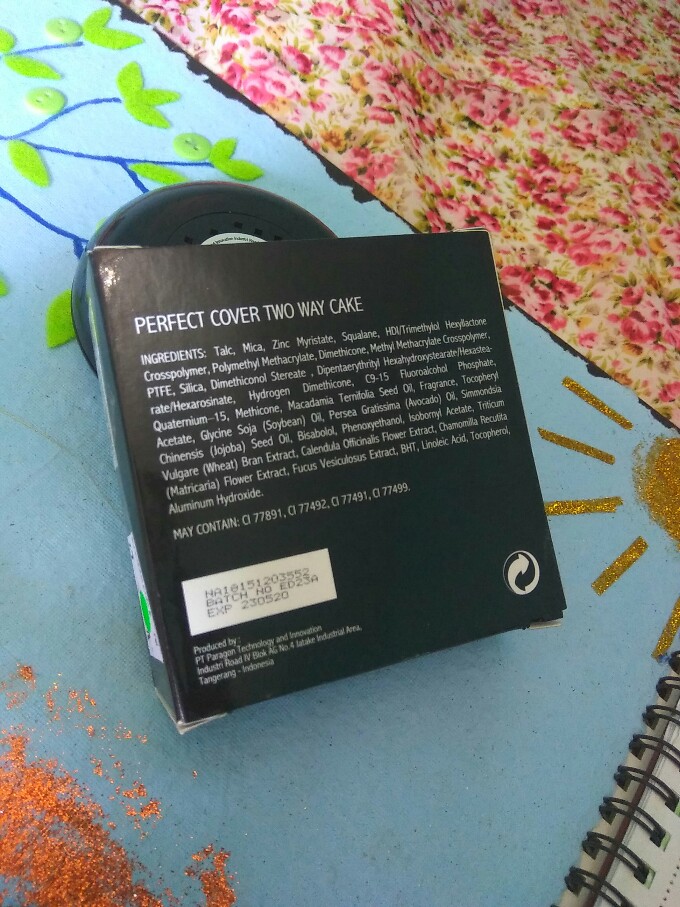 PERFECT COVER TWO WAY CAKE
INGREDIENTS: Talc, Mica, Zinc Myristate, Squalane, HDI/Trimethylol Hexyllactone
Crosspolymer, Polymethyl Methacrylate, Dimethicone, Methyl Methacrylate Crosspolymer,
PTFE, Silica, Dimethiconol Stereate , Dipentaerythrityl Hexahydroxystearate/Hexastea-
rate/Hexarosinate, Hydrogen Dimethicone, C9-15 Fluoroalcohol Phosphate,
Quaternium-15, Methicone, Macadamia Ternifolia Seed Oil, Fragrance, Tocopheryl
Acetate, Glycine Soja (Soybean) Oil, Persea Gratissima (Avocado) Oil, Simmondsia
Chinensis (Jojoba) Seed Oil, Bisabolol, Phenoxyethanol, Isobornyl Acetate, Triticum
Vulgare (Wheat) Bran Extract, Calendula Officinalis Flower Extract, Chamomilla Recutita
(Matricaria) Flower Extract, Fucus Vesiculosus Extract, BHT, Linoleic Acid, Tocopherol,
Aluminum Hydroxide.
MAY CONTAIN: CI 77891, CI 77492, CI 77491, CI 77499.
NA18151203552
BATCH NO ED23A
EXP 230520
Produced by :
PT Paragon Technology and Innovation
Industri Road IV Blok AG No.4 Jatake Industrial Area,
Tangerang - Indonesia